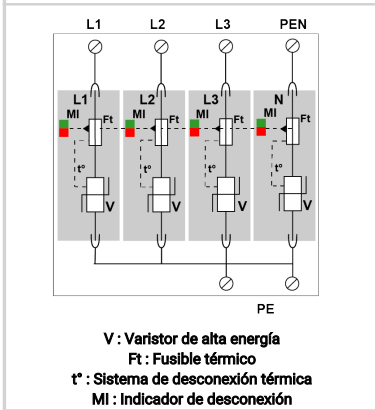 L1 L2 L3 PEN
L1 L2 L3 N
MI MI MI MI
Ft Ft Ft Ft
t° t° t° t°
V V V V
PE
V : Varistor de alta energía
Ft : Fusible térmico
t° : Sistema de desconexión térmica
MI : Indicador de desconexión